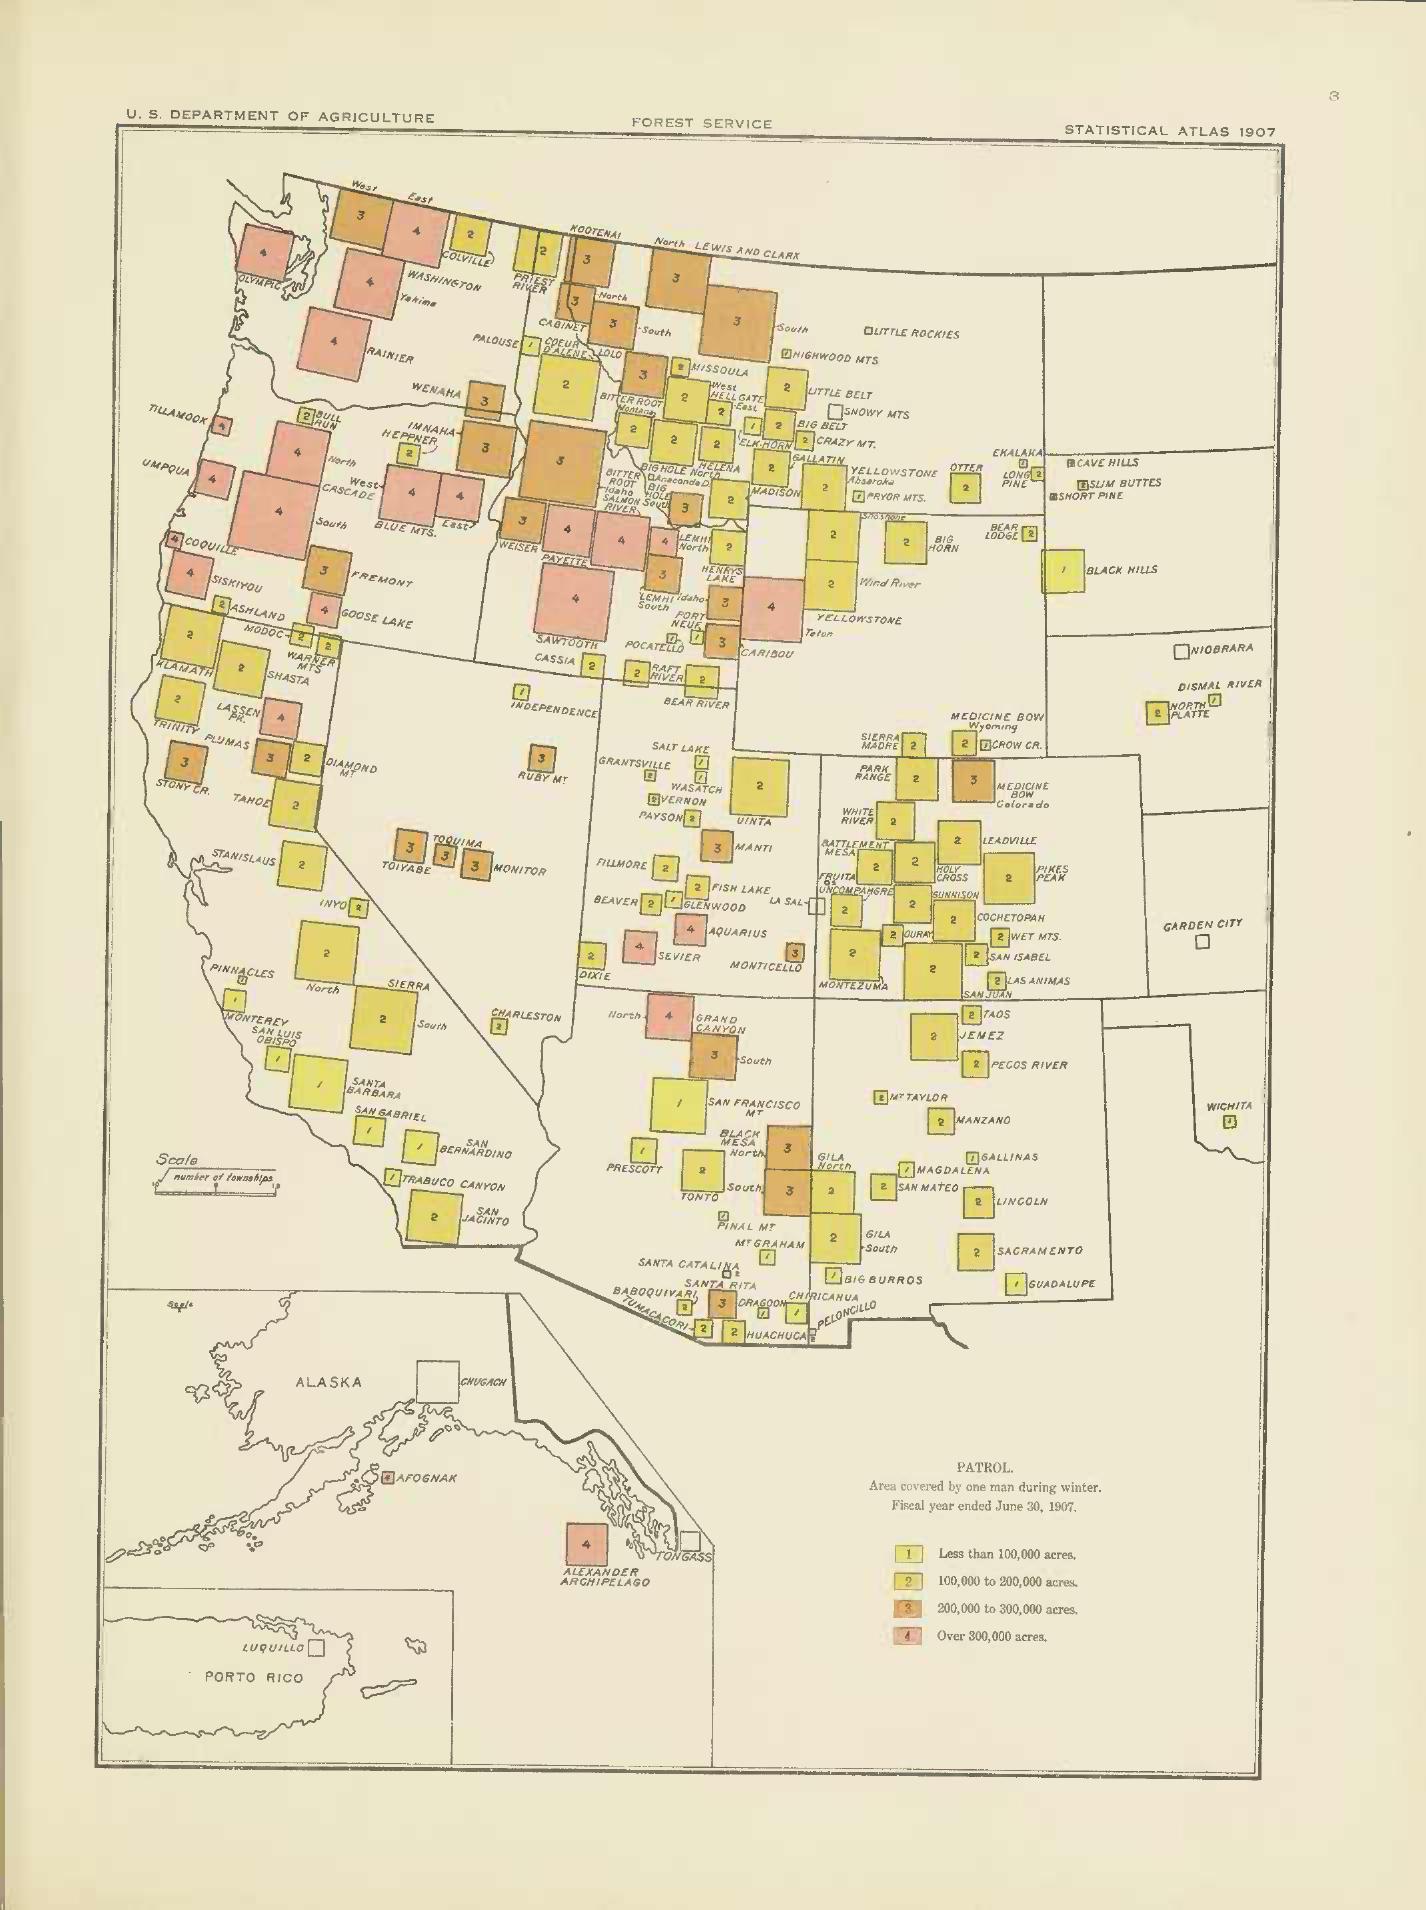 3
U. S. DEPARTMENT OF AGRICULTURE
FOREST SERVICE
STATISTICAL ATLAS 1907
West
3
East
4
2
COLVILLE
4
OLYMPIC
4
WASHINGTON
Yakima
4
RAINIER
2
PRIEST
RIVER
KOOTENAI
3
3
North
CABINET
3
South
LOLO
North LEWIS AND CLARK
3
3
South
LITTLE ROCKIES
HIGHWOOD MTS
PALOUSE
1
COEUR
D'ALENE
2
3
BITTER ROOT
Montana
2
MISSOULA
2
West
HELL GATE
East
2
2
LITTLE BELT
SNOWY MTS
WENAHA
3
2
2
2
ELKHORN
2
BIG BELT
2
CRAZY MT.
TILLAMOOK
4
2
BULL
RUN
HEPPNER
2
IMNAHA
3
3
BIG HOLE North
HELENA
2
MADISON
GALLATIN
2
YELLOWSTONE
Absaroka
1
PRYOR MTS.
OTTER
2
EKALAKA
LONG
PINE
2
CAVE HILLS
SLIM BUTTES
SHORT PINE
UMPQUA
4
4
North
CASCADE
4
South
West
4
4
East
BLUE MTS.
BITTER
ROOT
Idaho
SALMON
RIVER
Anaconda D.
BIG
HOLE
South
3
2
COQUILLE
4
4
SISKIYOU
3
FREMONT
3
WEISER
4
PAYETTE
4
4
LEMHI
North
2
HENRYS
LAKE
Shoshone
2
2
BIG
HORN
BEAR
LODGE
2
1
BLACK HILLS
4
SAWTOOTH
3
LEMHI
South
Idaho
3
4
Teton
2
Wind River
YELLOWSTONE
2
ASHLAND
4
GOOSE LAKE
PORT
NEUF
POCATELLO
3
CARIBOU
MODOC
2
2
WARNER
MTS
2
KLAMATH
2
SHASTA
CASSIA
2
2
RAFT
RIVER
2
BEAR RIVER
NIOBRARA
DISMAL RIVER
1
2
NORTH
PLATTE
2
TRINITY
LASSEN
PK.
4
1
INDEPENDENCE
PLUMAS
3
2
DIAMOND
MT
3
STONY CR.
3
RUBY MT
TAHOE
2
SALT LAKE
GRANTSVILLE
2
1
1
WASATCH
2
VERNON
PAYSON
2
2
UINTA
SIERRA
MADRE
2
MEDICINE BOW
Wyoming
2
1
CROW CR.
PARK
RANGE
2
3
MEDICINE
BOW
Colorado
WHITE
RIVER
2
2
LEADVILLE
3
TOIYABE
TOQUIMA
3
3
MONITOR
3
MANTI
BATTLEMENT
MESA
2
2
HOLY
CROSS
2
PIKES
PEAK
STANISLAUS
2
FILLMORE
2
2
FISH LAKE
FRUITA
UNCOMPAHGRE
2
GUNNISON
2
2
COCHETOPAH
INYO
2
BEAVER
2
1
GLENWOOD
LA SAL
2
OURAY
2
WET MTS.
GARDEN CITY
4
AQUARIUS
4
SEVIER
3
MONTICELLO
2
MONTEZUMA
2
SAN JUAN
2
SAN ISABEL
2
LAS ANIMAS
2
North
SIERRA
2
South
2
DIXIE
PINNACLES
1
MONTEREY
SAN LUIS
OBISPO
1
CHARLESTON
2
North
4
GRAND
CANYON
3
South
2
TAOS
2
JEMEZ
2
PECOS RIVER
1
SANTA
BARBARA
1
SAN FRANCISCO
MT
2
MT TAYLOR
2
MANZANO
WICHITA
1
SAN GABRIEL
1
1
SAN
BERNARDINO
1
PRESCOTT
BLACK
MESA
North
3
South
3
2
TONTO
GILA
North
2
1
GALLINAS
1
MAGDALENA
2
SAN MATEO
2
LINCOLN
Scale
number of townships
1
TRABUCO CANYON
2
SAN
JACINTO
PINAL MT
MT GRAHAM
1
2
GILA
South
2
SACRAMENTO
SANTA CATALINA
2
1
BIG BURROS
1
GUADALUPE
BABOQUIVARI
2
SANTA RITA
3
DRAGOON
1
CHIRICAHUA
1
TUMACACORI
2
2
HUACHUCA
PELONCILLO
Scale
ALASKA
CHUGACH
AFOGNAK
4
ALEXANDER
ARCHIPELAGO
TONGASS
LUQUILLO
PORTO RICO
PATROL.
Area covered by one man during winter.
Fiscal year ended June 30, 1907.
1 Less than 100,000 acres.
2 100,000 to 200,000 acres.
3 200,000 to 300,000 acres.
4 Over 300,000 acres.